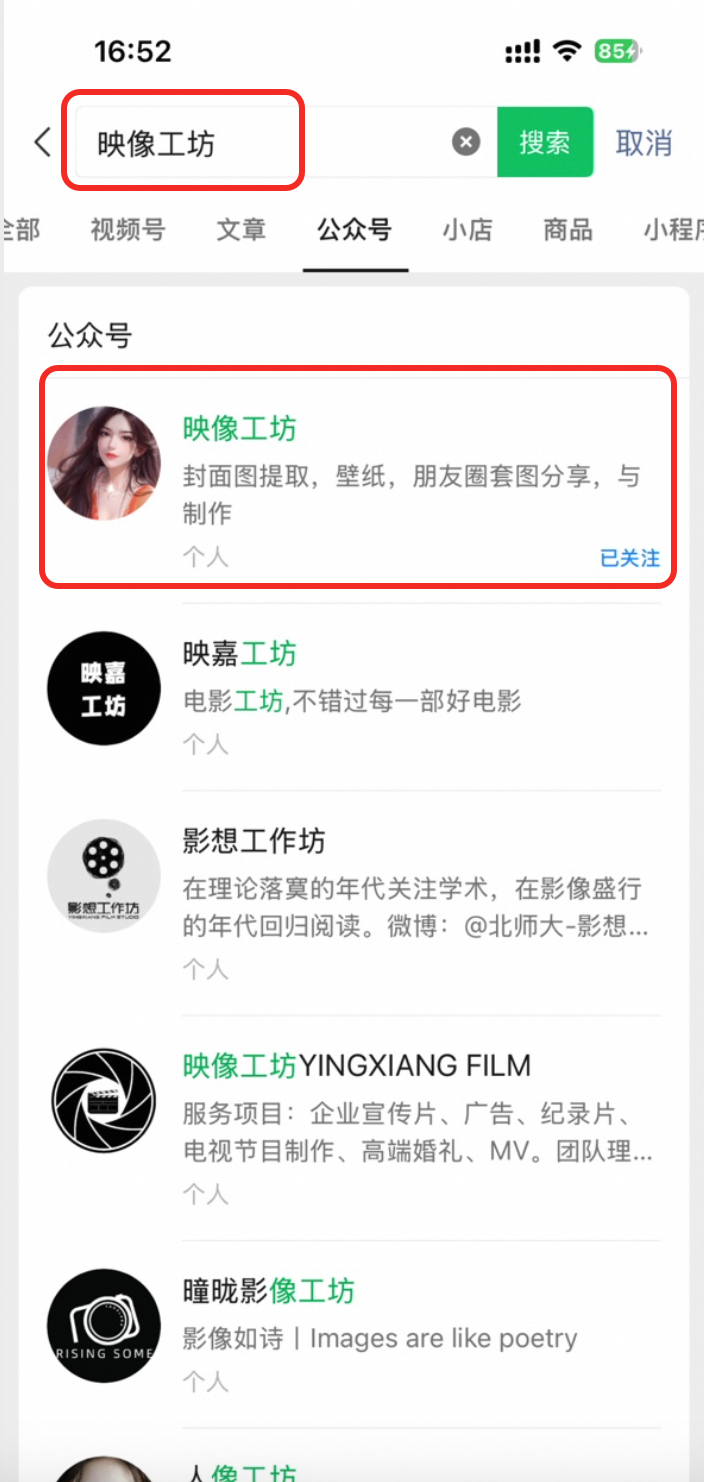 16:52
85
映像工坊
搜索
取消
全部 视频号 文章 公众号 小店 商品 小程序
公众号
映像工坊
封面图提取，壁纸，朋友圈套图分享，与
制作
个人
已关注
映嘉
工坊
映嘉工坊
电影工坊,不错过每一部好电影
个人
影想工作坊
YINGXIANG FILM STUDIO
影想工作坊
在理论落寞的年代关注学术，在影像盛行
的年代回归阅读。微博：@北师大-影想...
个人
映像工坊YINGXIANG FILM
服务项目：企业宣传片、广告、纪录片、
电视节目制作、高端婚礼、MV。团队理...
个人
RISING SOME
曈昽影像工坊
影像如诗丨Images are like poetry
个人
人像工坊